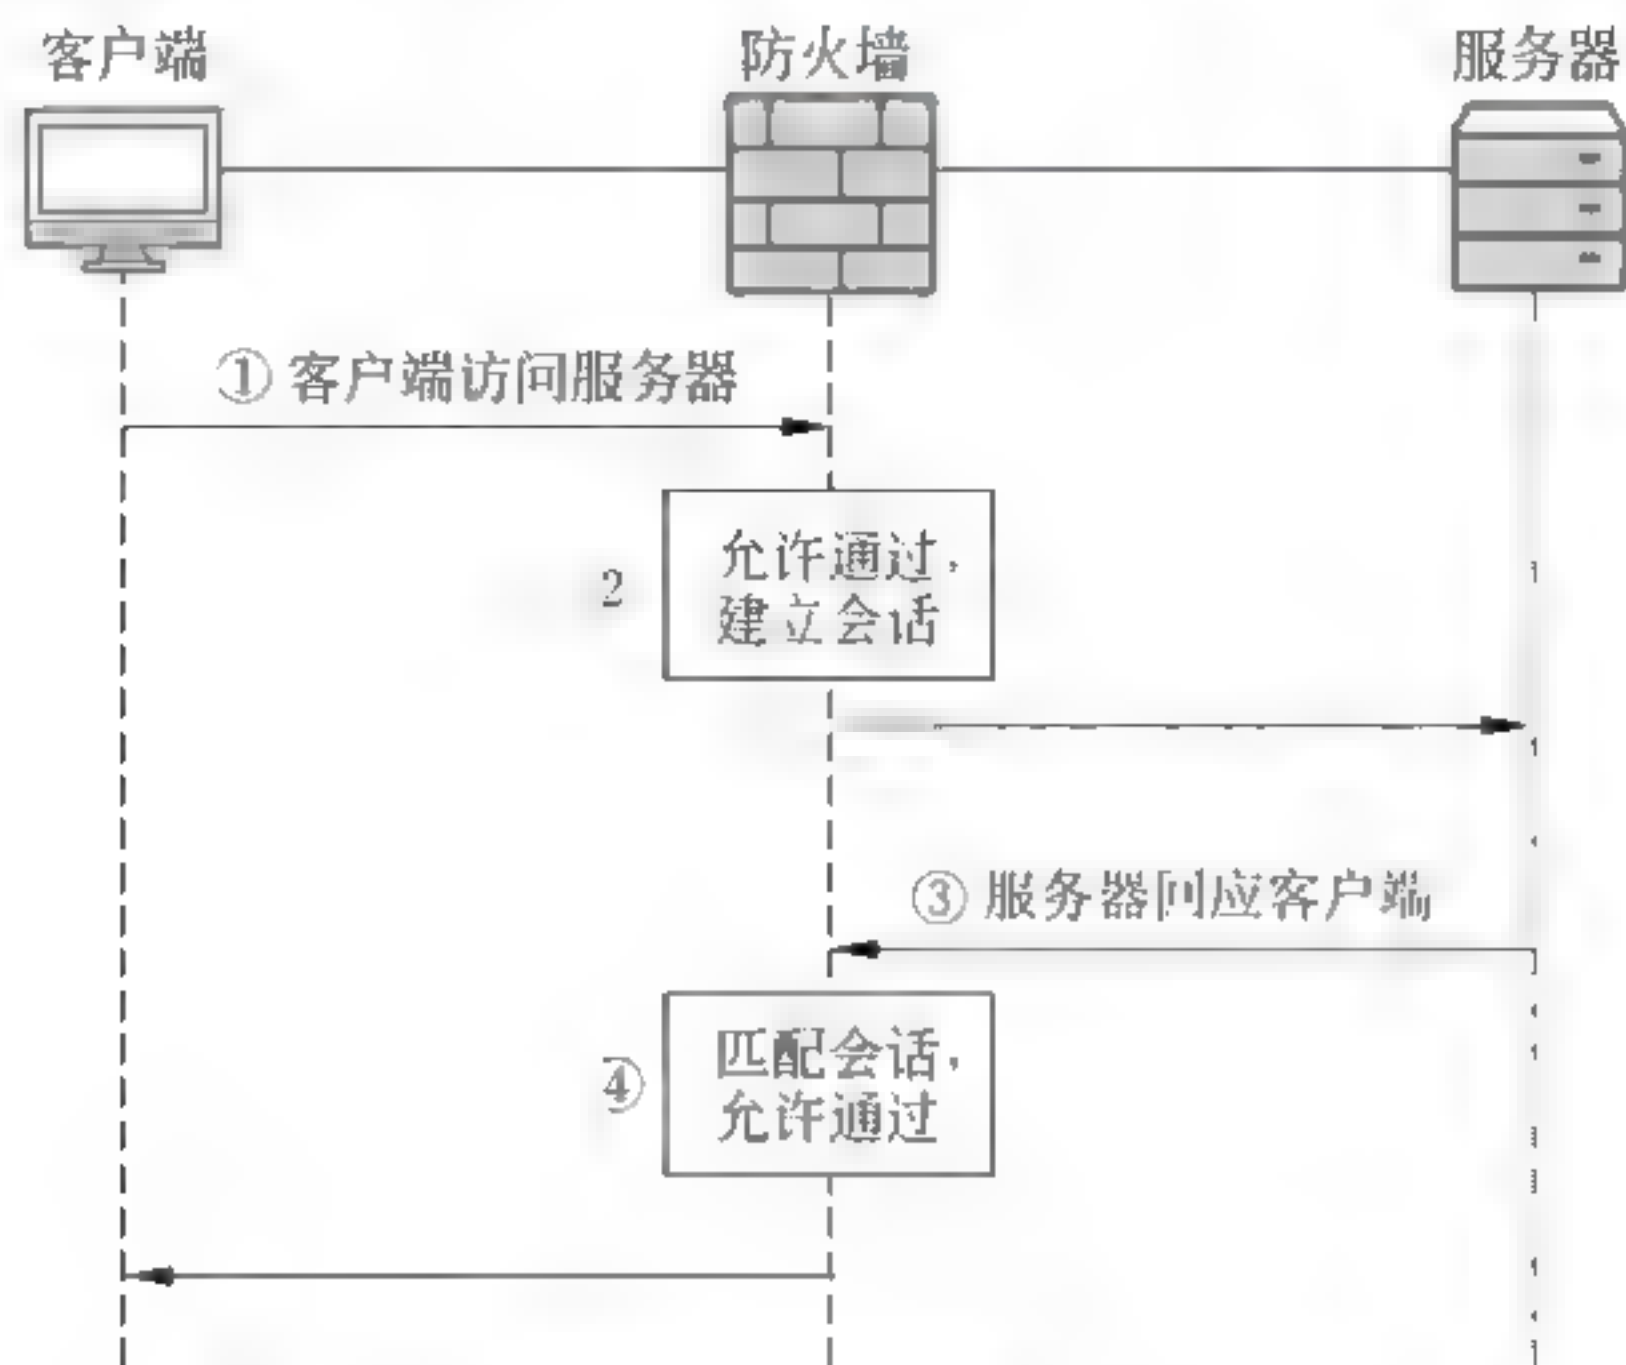 客户端
防火墙
服务器
① 客户端访问服务器
2
允许通过，
建立会话
③ 服务器回应客户端
④
匹配会话，
允许通过